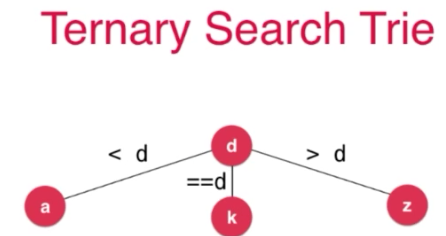 Ternary Search Trie
d
< d
> d
==d
a
k
z